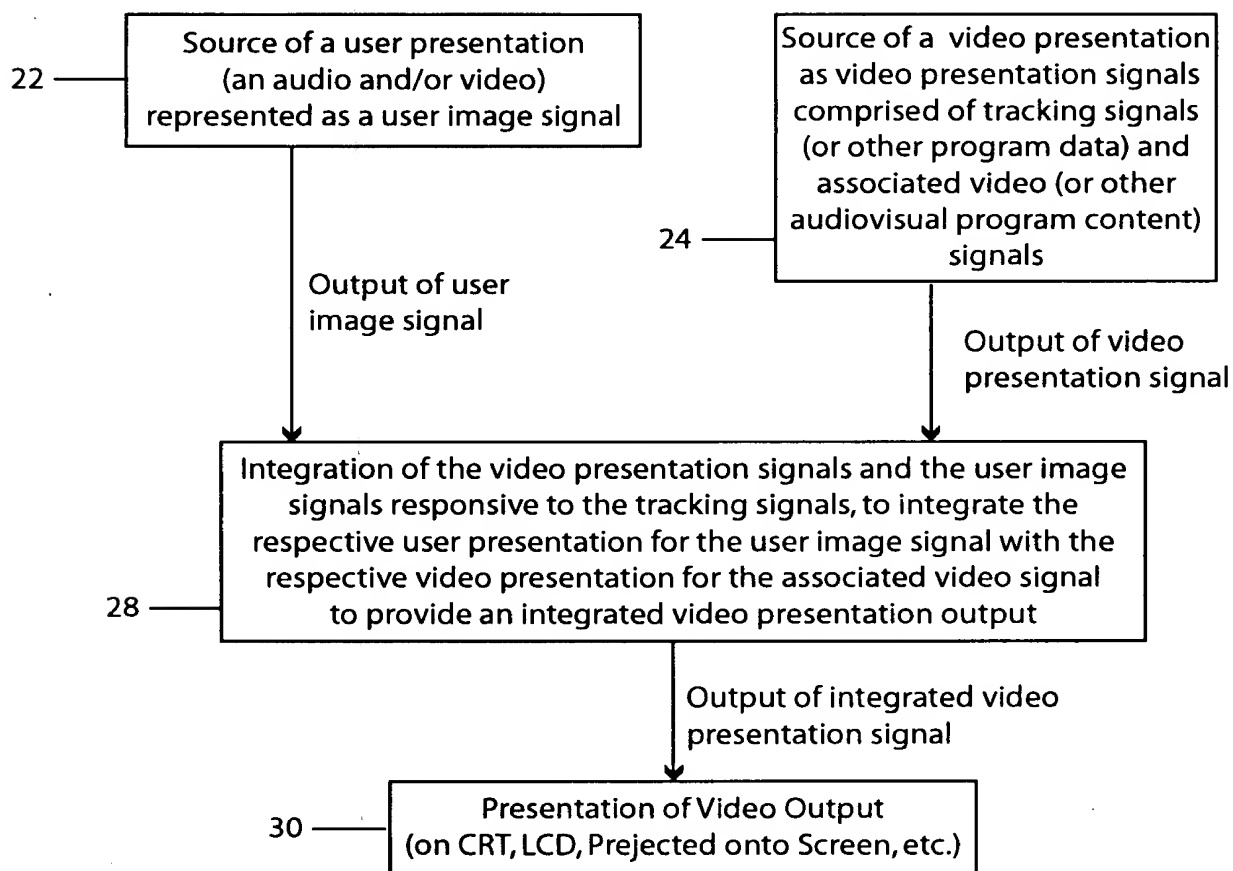 Source of a user presentation
(an audio and/or video)
represented as a user image signal
22
Source of a video presentation
as video presentation signals
comprised of tracking signals
(or other program data) and
associated video (or other
audiovisual program content)
signals
24
Output of user
image signal
Output of video
presentation signal
Integration of the video presentation signals and the user image
signals responsive to the tracking signals, to integrate the
respective user presentation for the user image signal with the
respective video presentation for the associated video signal
to provide an integrated video presentation output
28
Output of integrated video
presentation signal
Presentation of Video Output
(on CRT, LCD, Prejected onto Screen, etc.)
30